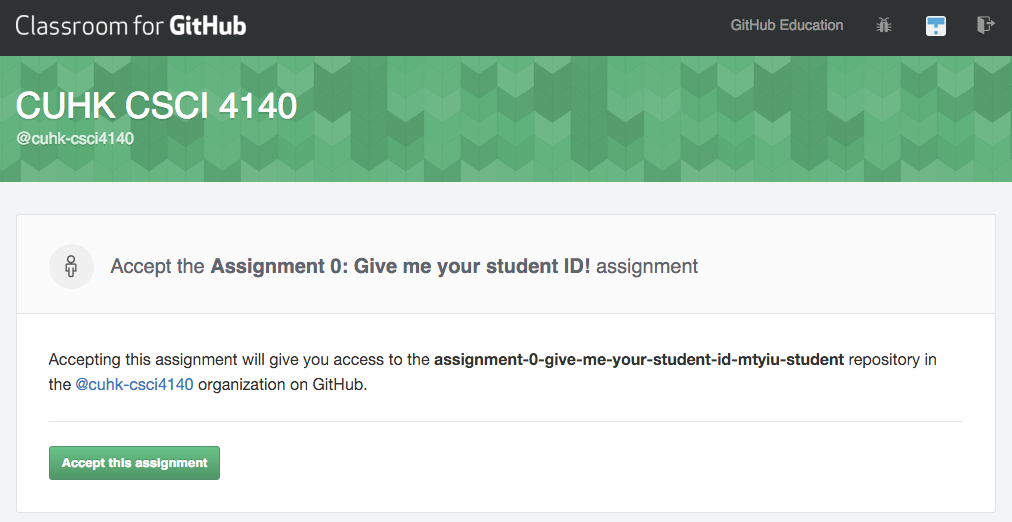 Classroom for GitHub
GitHub Education
CUHK CSCI 4140
@cuhk-csci4140
Accept the Assignment 0: Give me your student ID! assignment
Accepting this assignment will give you access to the assignment-0-give-me-your-student-id-mtyiu-student repository in
the @cuhk-csci4140 organization on GitHub.
Accept this assignment